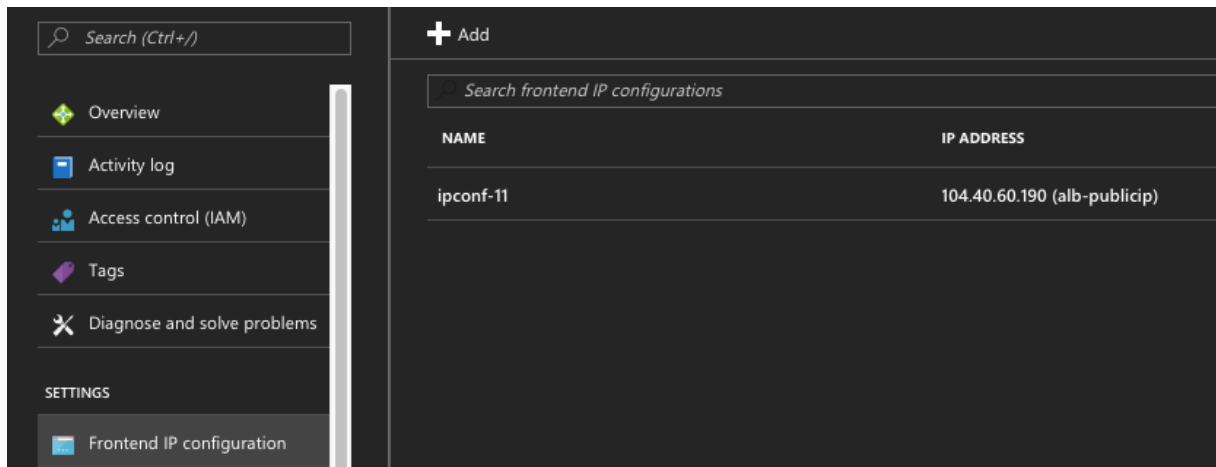 Search (Ctrl+/)
Overview
Activity log
Access control (IAM)
Tags
Diagnose and solve problems
SETTINGS
Frontend IP configuration
Add
Search frontend IP configurations
NAME IP ADDRESS
ipconf-11 104.40.60.190 (alb-publicip)